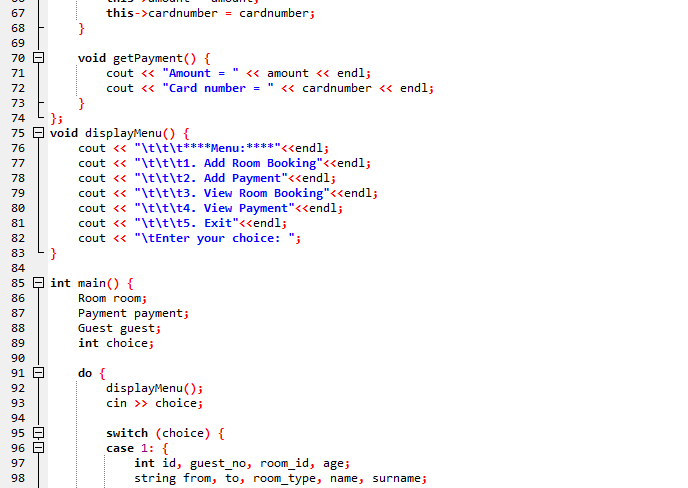 67 this->cardnumber = cardnumber;
68 }
69
70 void getPayment() {
71 cout << "Amount = " << amount << endl;
72 cout << "Card number = " << cardnumber << endl;
73 }
74 };
75 void displayMenu() {
76 cout << "\t\t\t****Menu:****"<<endl;
77 cout << "\t\t\t1. Add Room Booking"<<endl;
78 cout << "\t\t\t2. Add Payment"<<endl;
79 cout << "\t\t\t3. View Room Booking"<<endl;
80 cout << "\t\t\t4. View Payment"<<endl;
81 cout << "\t\t\t5. Exit"<<endl;
82 cout << "\tEnter your choice: ";
83 }
84
85 int main() {
86 Room room;
87 Payment payment;
88 Guest guest;
89 int choice;
90
91 do {
92 displayMenu();
93 cin >> choice;
94
95 switch (choice) {
96 case 1: {
97 int id, guest_no, room_id, age;
98 string from, to, room_type, name, surname;